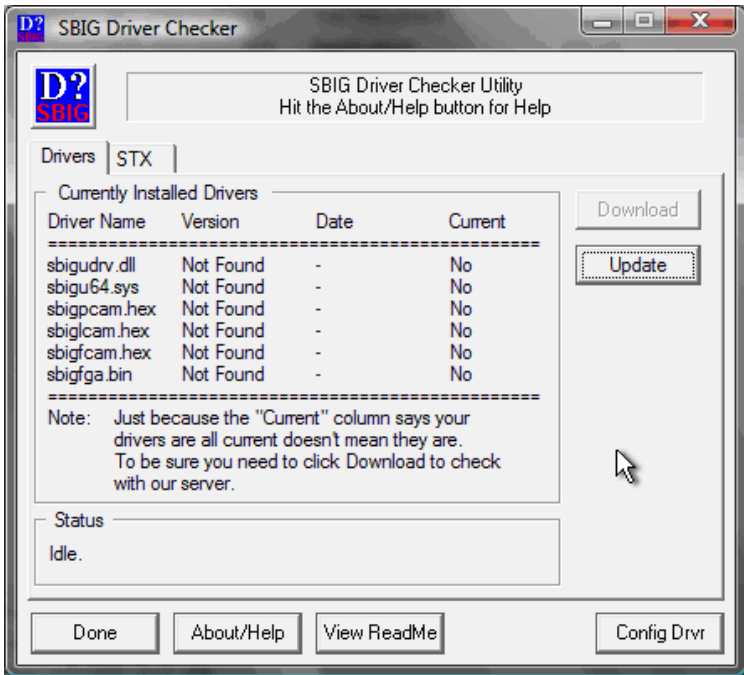 D?
SBIG
SBIG Driver Checker
D?
SBIG
SBIG Driver Checker Utility
Hit the About/Help button for Help
Drivers STX
Currently Installed Drivers
Driver Name Version Date Current
==================================================
sbigudrv.dll Not Found - No
sbigu64.sys Not Found - No
sbigpcam.hex Not Found - No
sbiglcam.hex Not Found - No
sbigfcam.hex Not Found - No
sbigfga.bin Not Found - No
==================================================
Note: Just because the "Current" column says your
drivers are all current doesn't mean they are.
To be sure you need to click Download to check
with our server.
Download
Update
Status
Idle.
Done About/Help View ReadMe Config Drvr